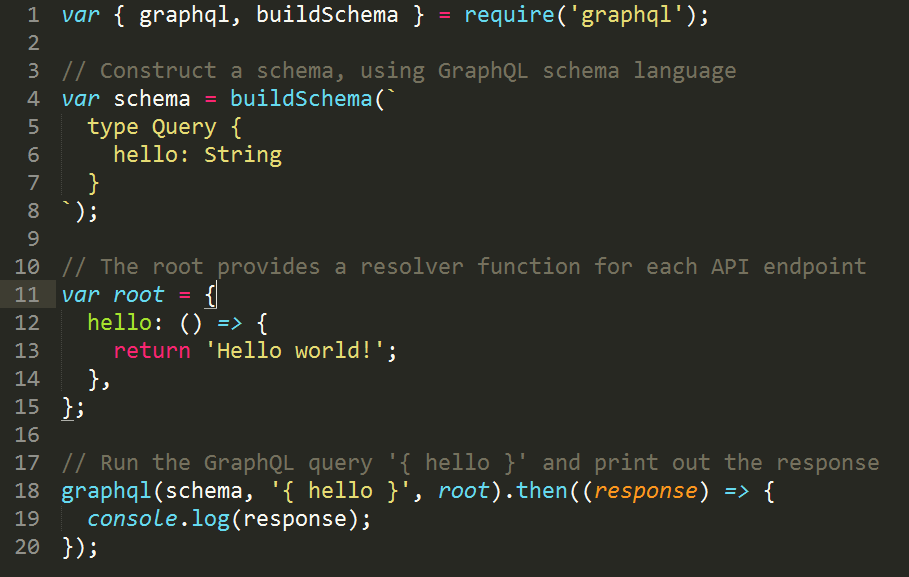 1 var { graphql, buildSchema } = require('graphql');
2
3 // Construct a schema, using GraphQL schema language
4 var schema = buildSchema(`
5   type Query {
6     hello: String
7   }
8 `);
9
10 // The root provides a resolver function for each API endpoint
11 var root = {
12   hello: () => {
13     return 'Hello world!';
14   },
15 };
16
17 // Run the GraphQL query '{ hello }' and print out the response
18 graphql(schema, '{ hello }', root).then((response) => {
19   console.log(response);
20 });